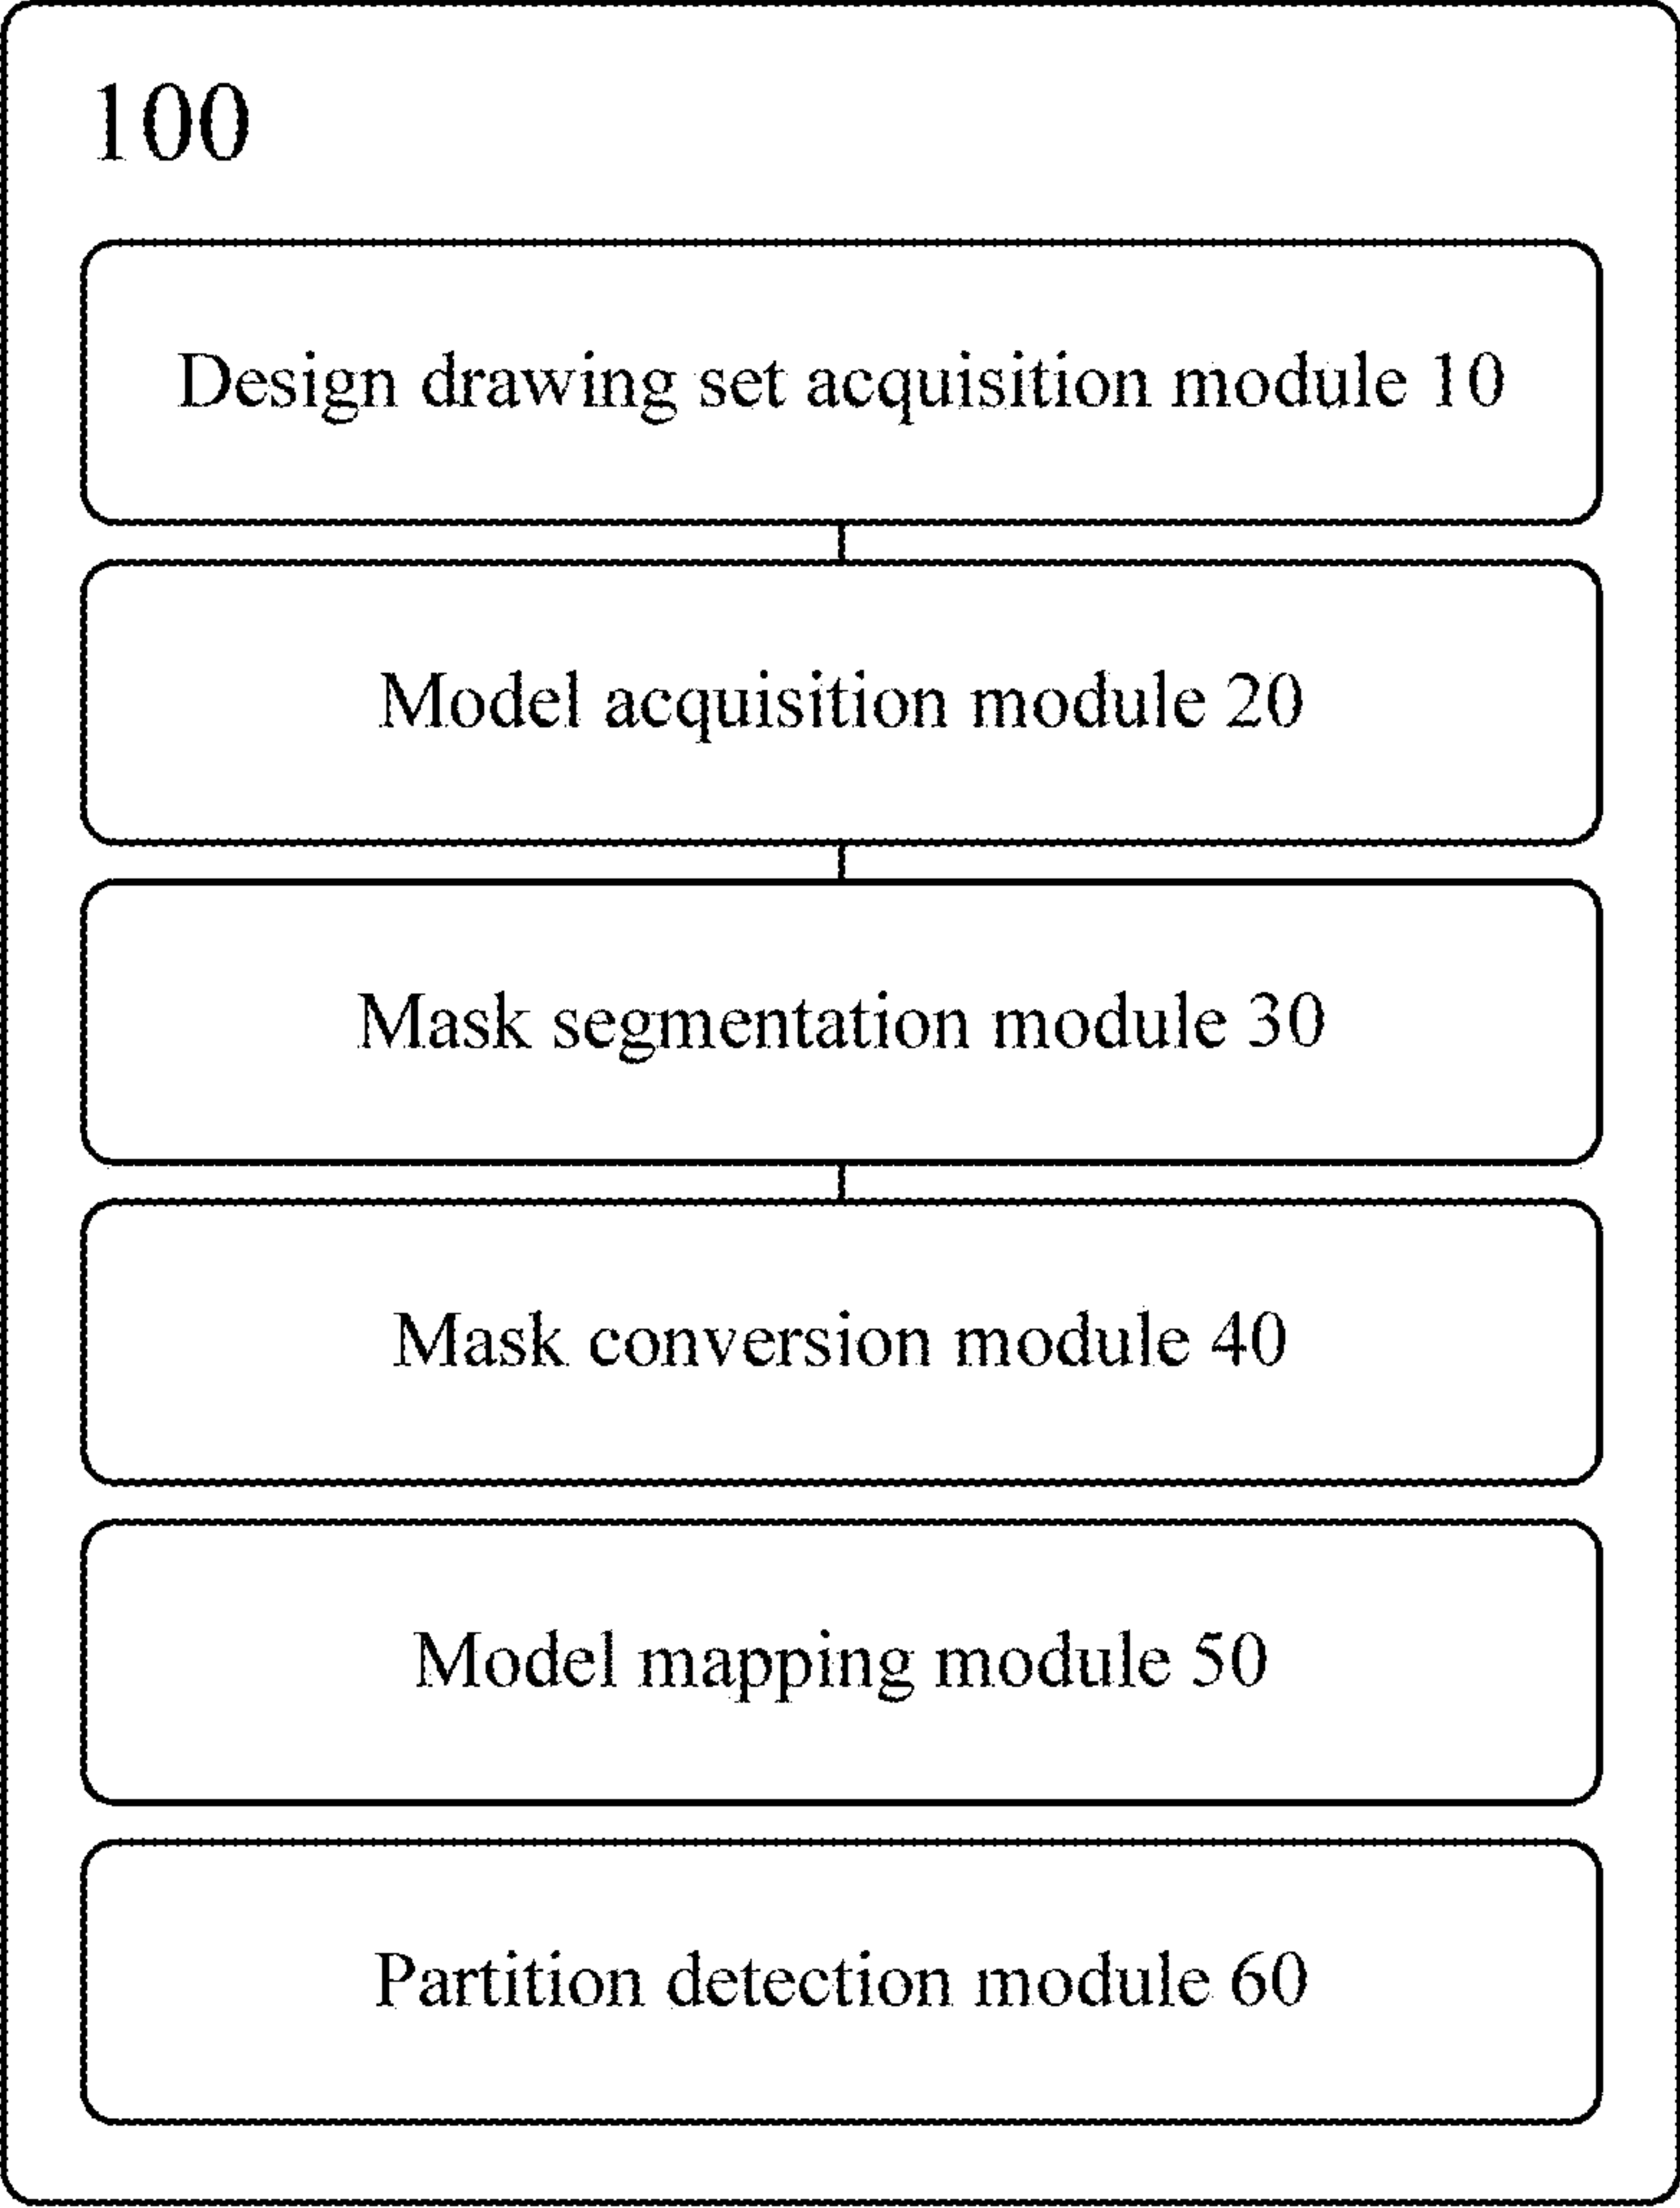 100
Design drawing set acquisition module 10
Model acquisition module 20
Mask segmentation module 30
Mask conversion module 40
Model mapping module 50
Partition detection module 60